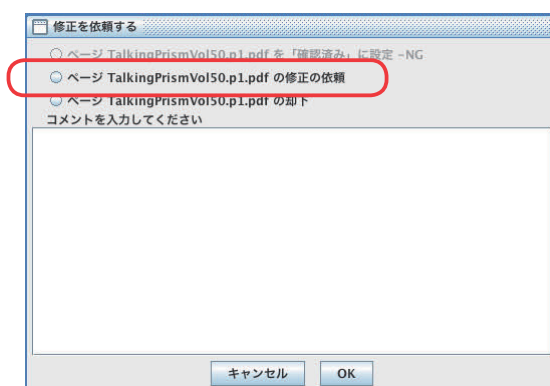 修正を依頼する
ページ TalkingPrismVol50.p1.pdf を「確認済み」に設定 –NG
ページ TalkingPrismVol50.p1.pdf の修正の依頼
ページ TalkingPrismVol50.p1.pdf の却下
コメントを入力してください
キャンセル OK